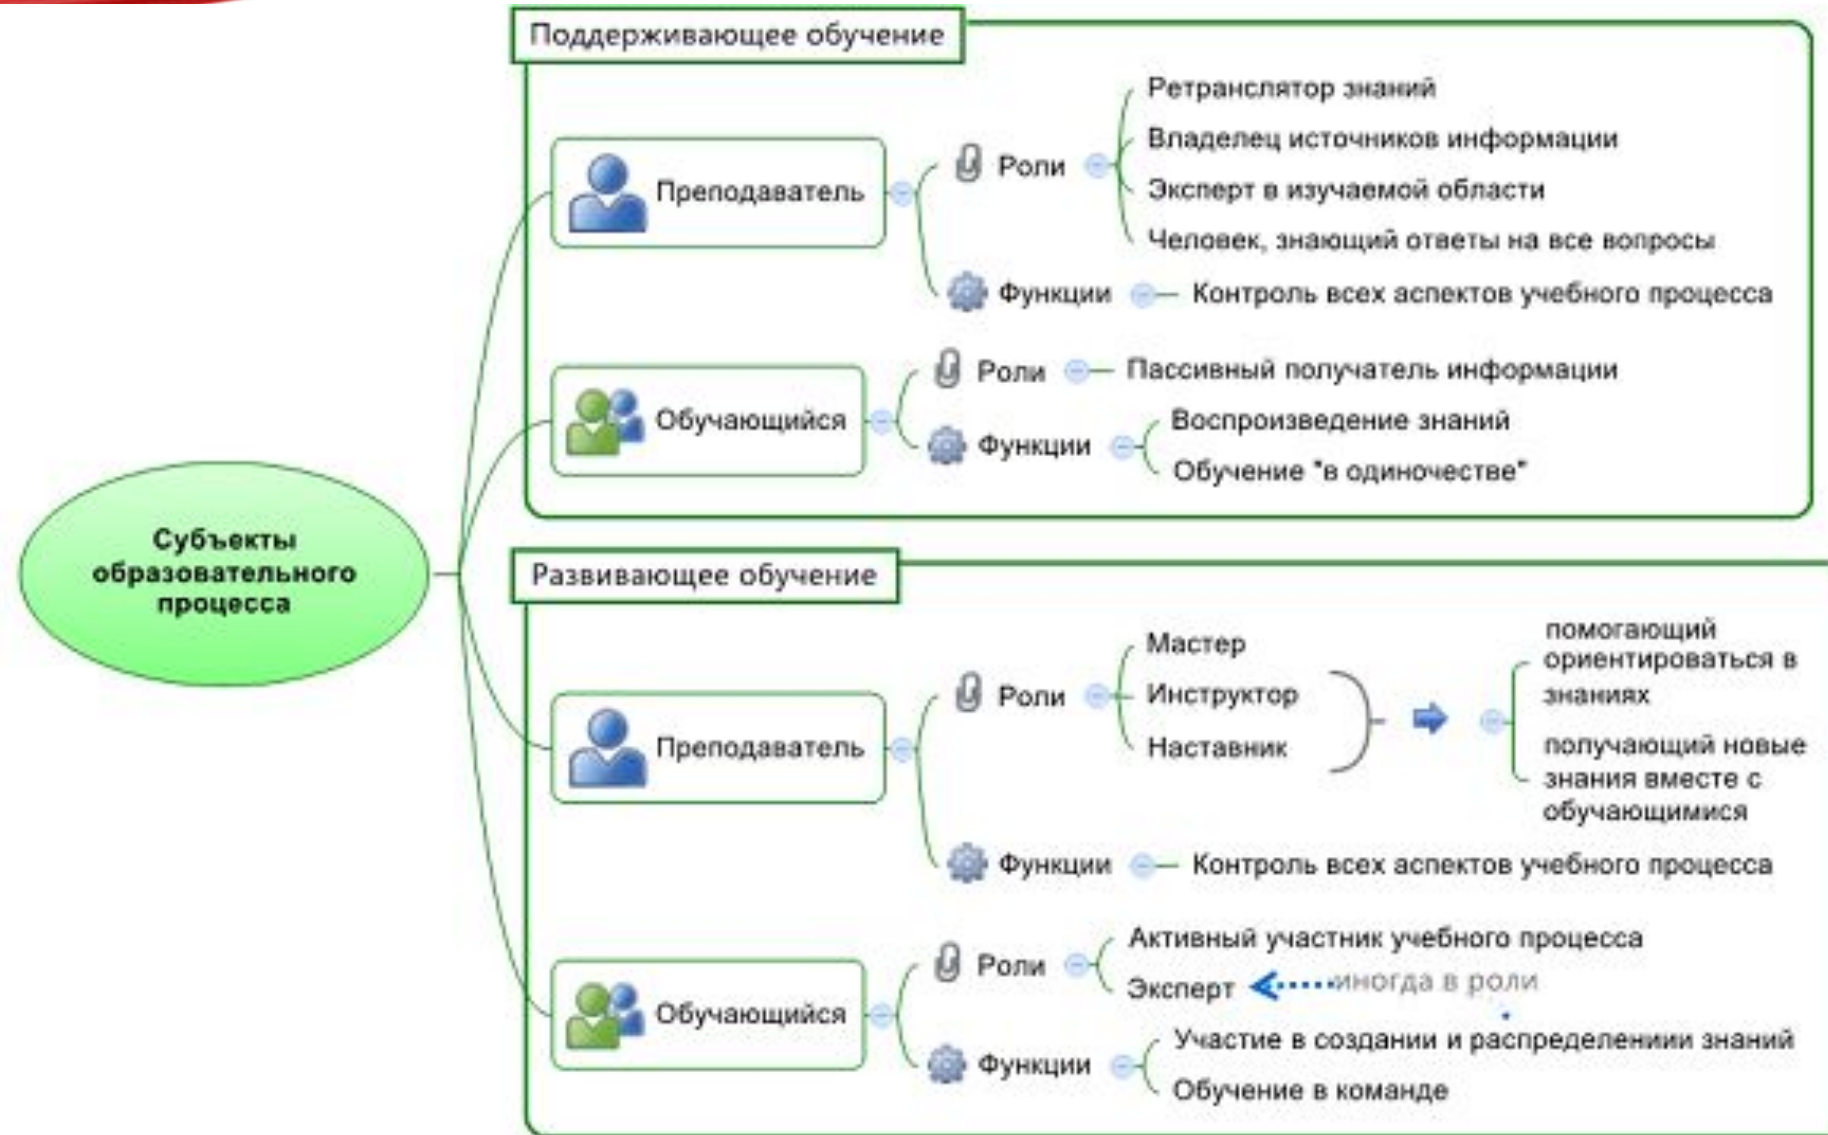 Поддерживающее обучение
Ретранслятор знаний
Владелец источников информации
Роли
Преподаватель
Эксперт в изучаемой области
Человек, знающий ответы на все вопросы
Функции
Контроль всех аспектов учебного процесса
Роли
Пассивный получатель информации
Обучающийся
Воспроизведение знаний
Функции
Обучение "в одиночестве"
Субъекты
образовательного
процесса
Развивающее обучение
Мастер
Роли
Инструктор
Наставник
помогающий
ориентироваться в
знаниях
получающий новые
знания вместе с
обучающимися
Преподаватель
Функции
Контроль всех аспектов учебного процесса
Активный участник учебного процесса
Роли
Эксперт
иногда в роли
Обучающийся
Участие в создании и распределениии знаний
Функции
Обучение в команде